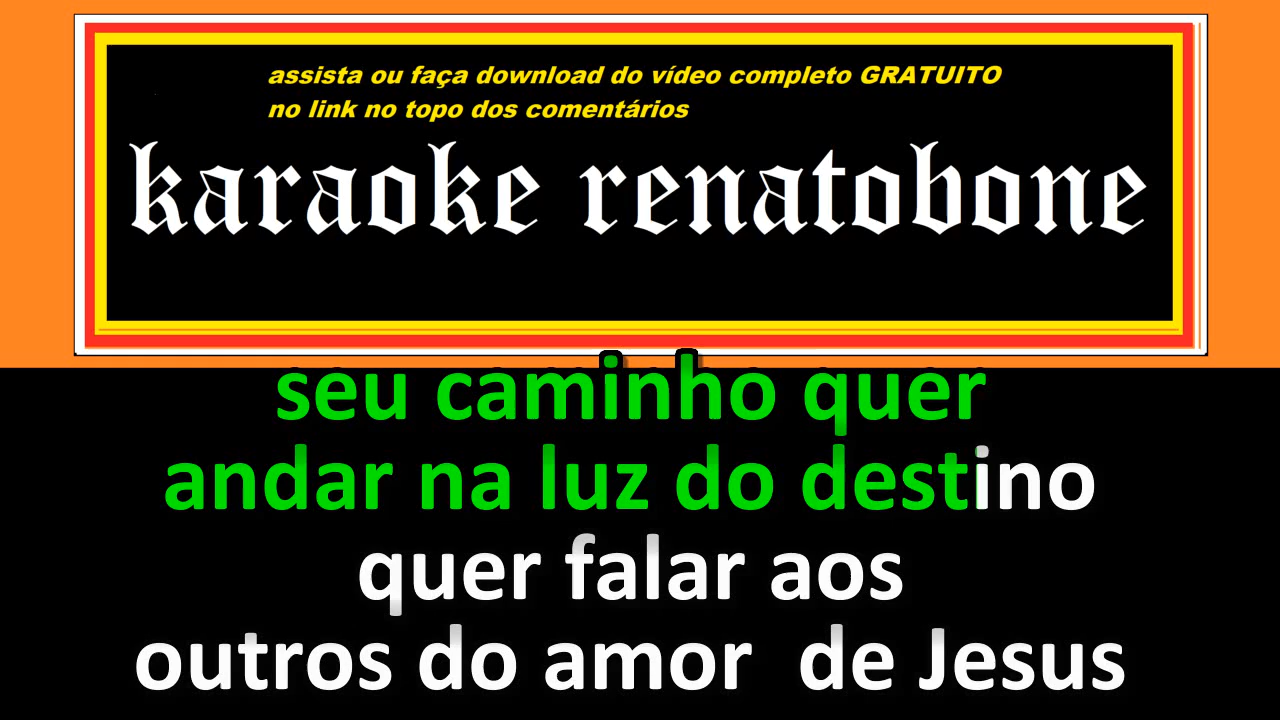 assista ou faça download do vídeo completo GRATUITO
no link no topo dos comentários
karaoke renatobone
seu caminho quer
andar na luz do destino
quer falar aos
outros do amor  de Jesus